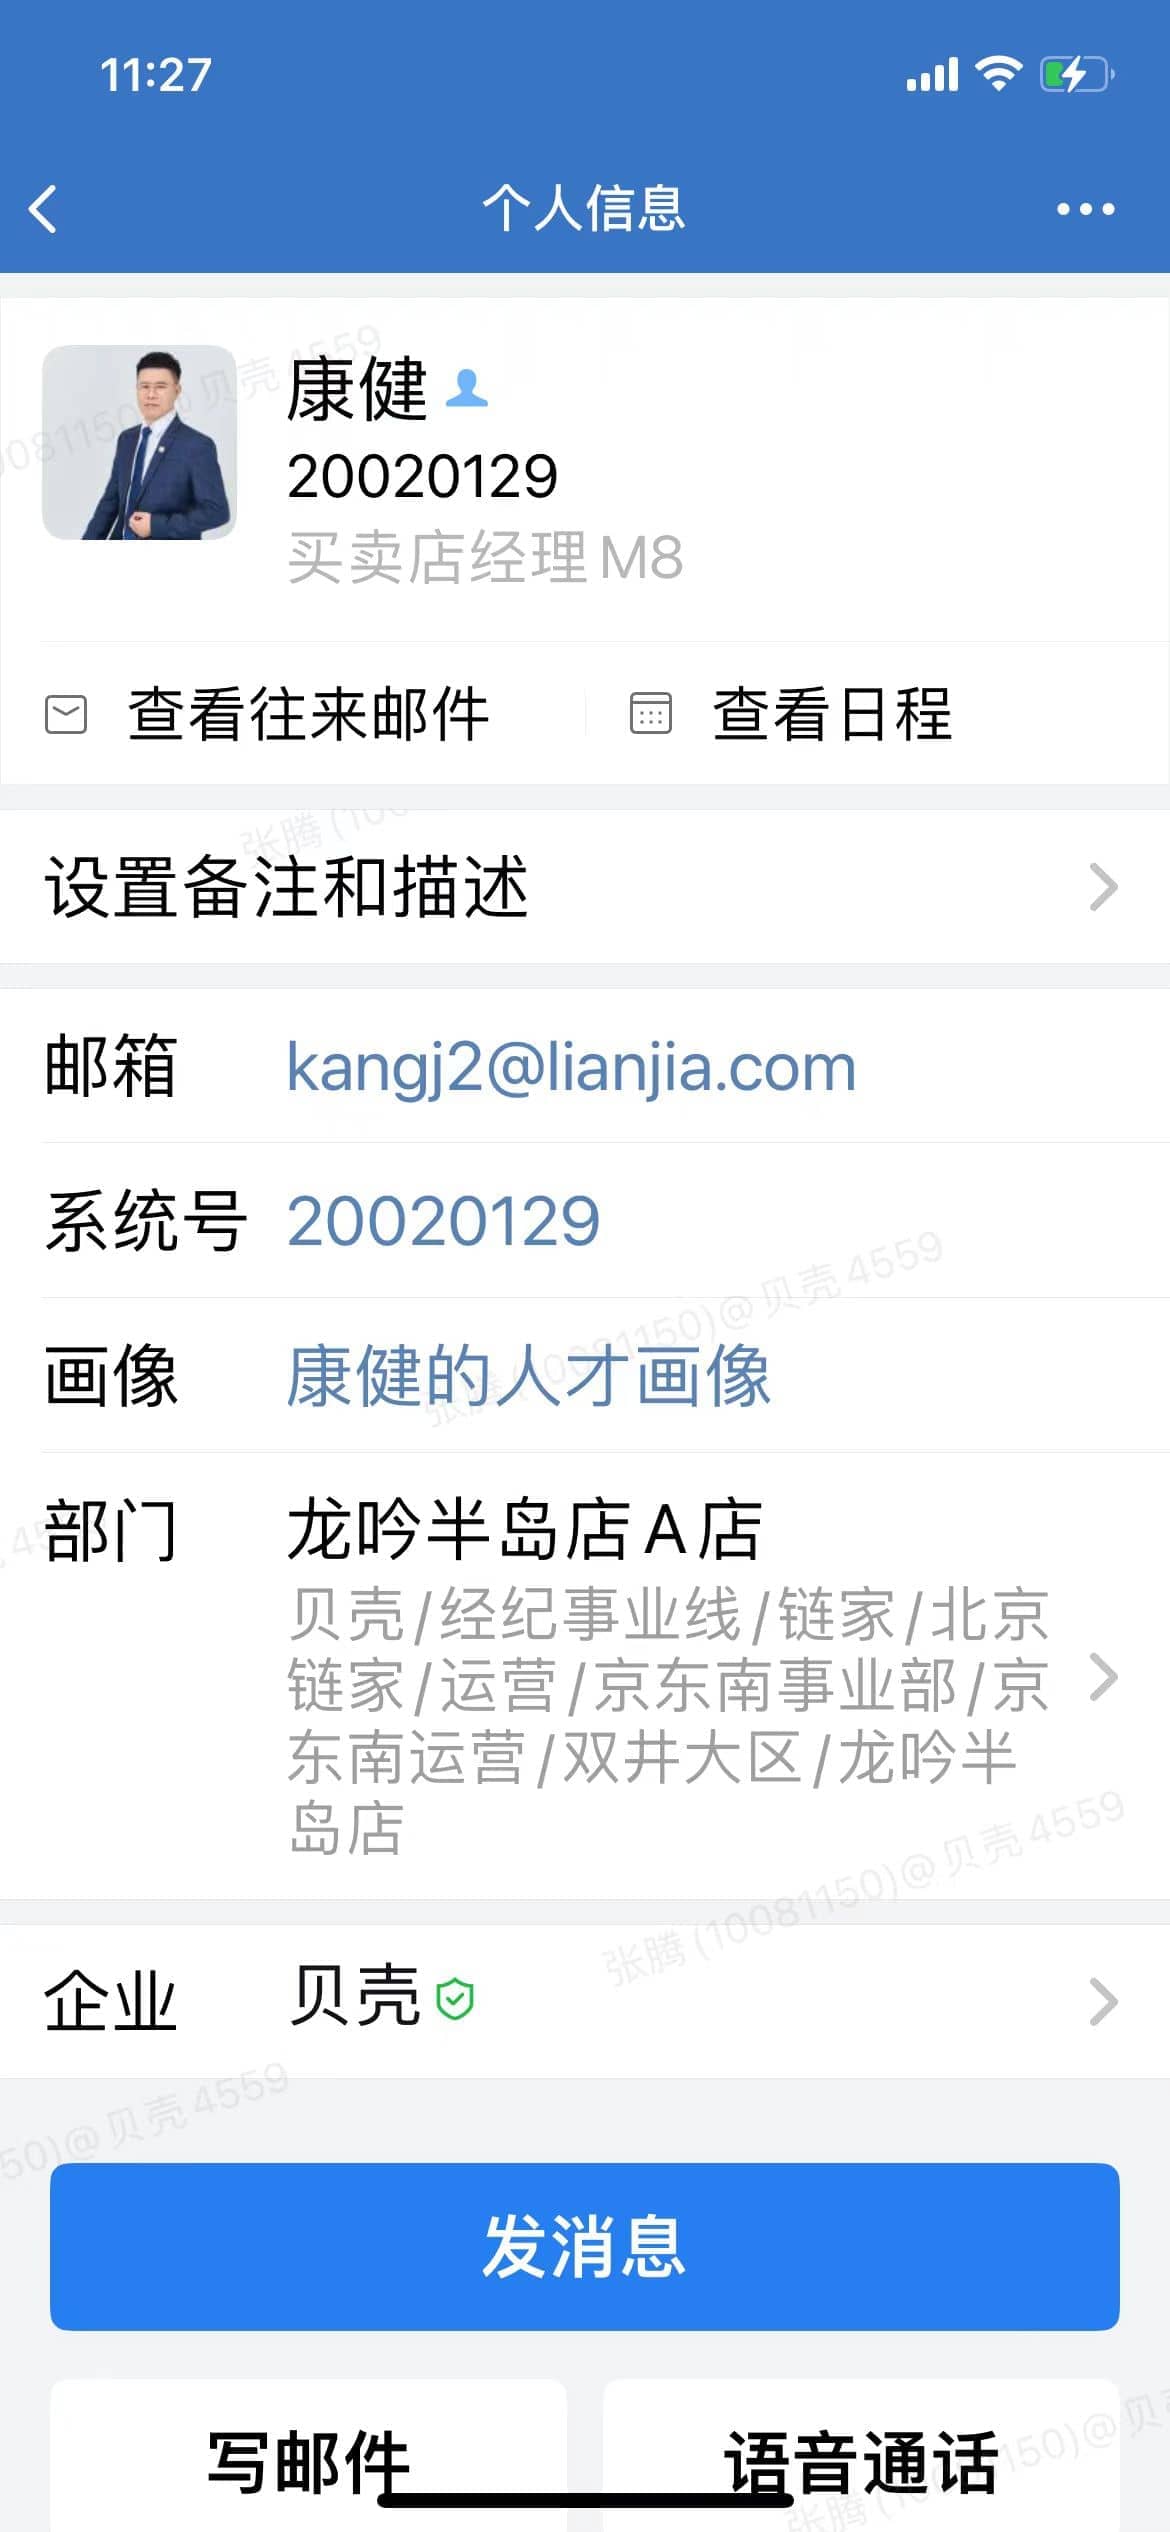 11:27
个人信息
康健
20020129
买卖店经理M8
查看往来邮件
查看日程
设置备注和描述
邮箱
kangj2@lianjia.com
系统号
20020129
画像
康健的人才画像
部门
龙吟半岛店A店
贝壳/经纪事业线/链家/北京
链家/运营/京东南事业部/京
东南运营/双井大区/龙吟半
岛店
企业
贝壳
发消息
写邮件
语音通话
张腾(10081150)@贝壳4559